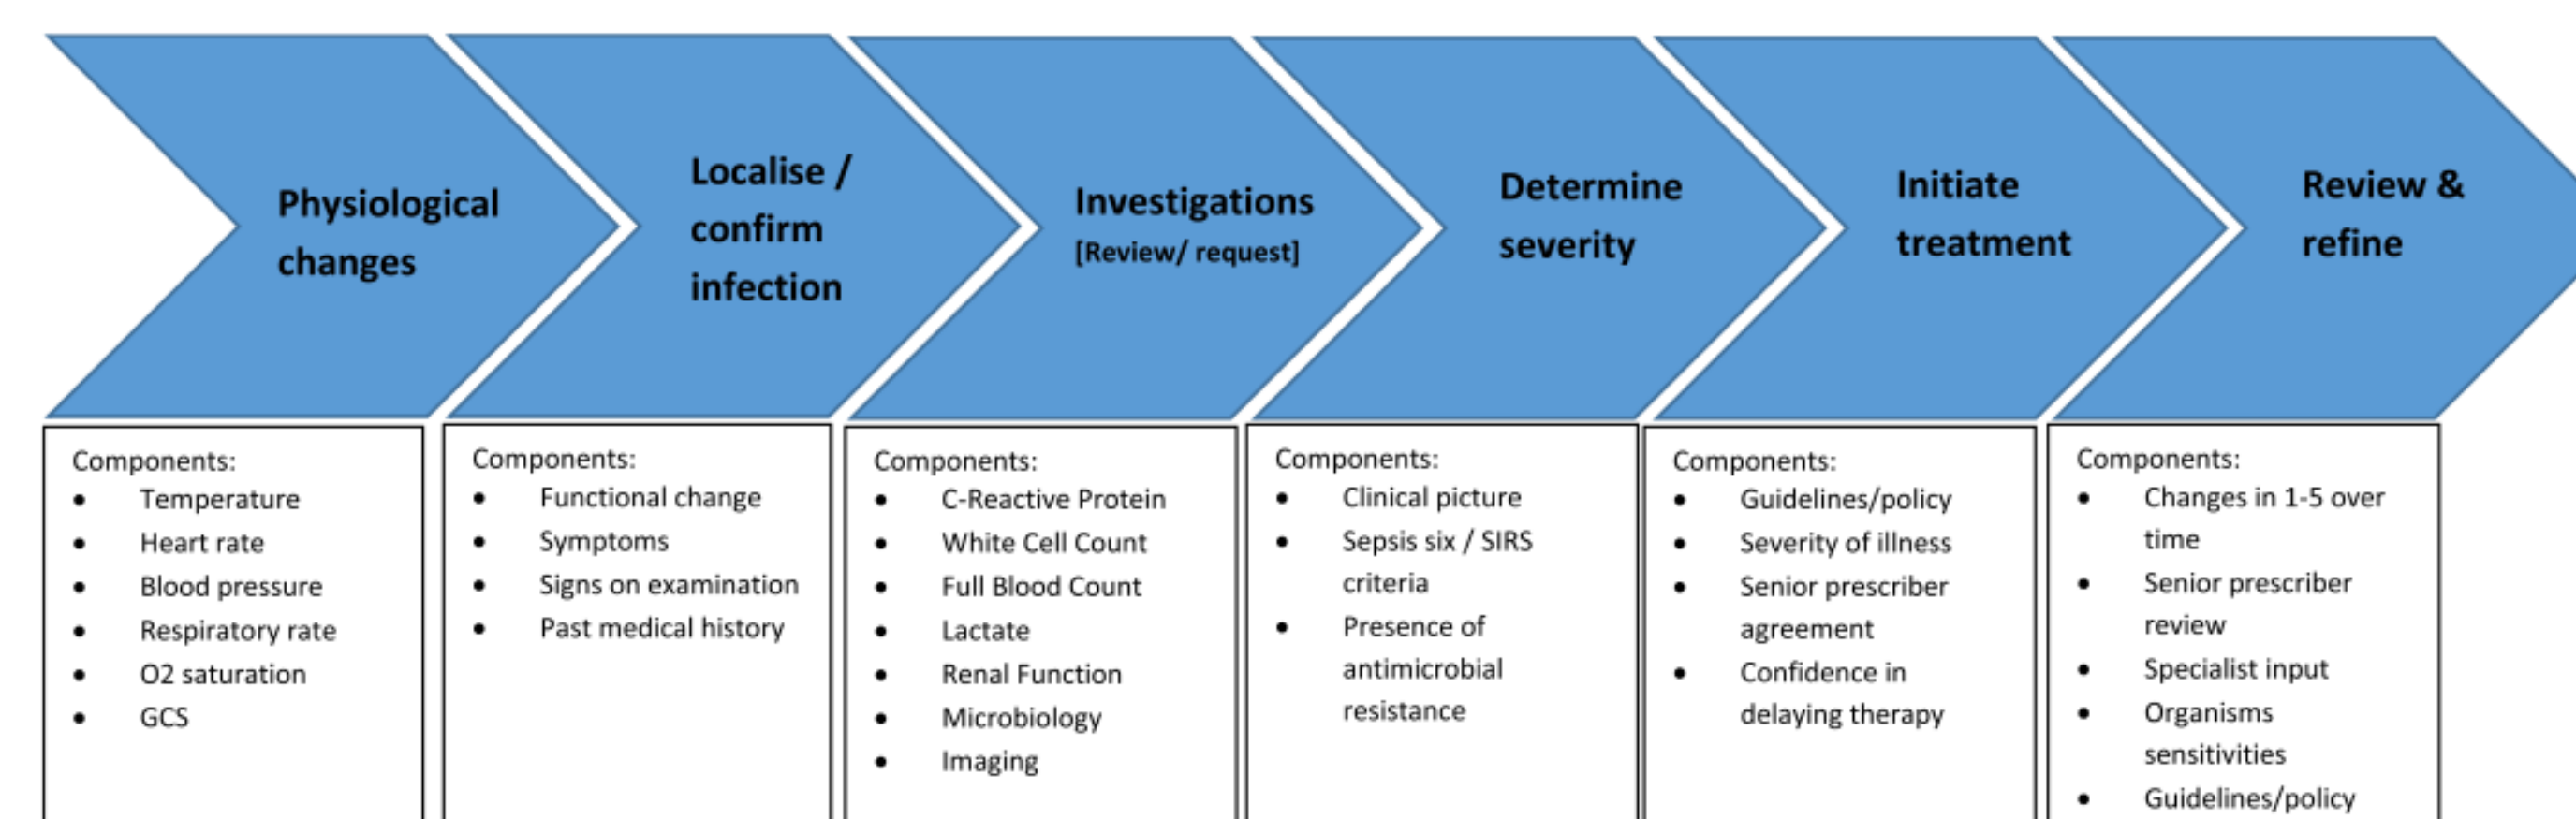 Physiological
changes
Localise /
confirm
infection
Investigations
[Review/ request]
Determine
severity
Initiate
treatment
Review &
refine
Components:
• Temperature
• Heart rate
• Blood pressure
• Respiratory rate
• O2 saturation
• GCS
Components:
• Functional change
• Symptoms
• Signs on examination
• Past medical history
Components:
• C-Reactive Protein
• White Cell Count
• Full Blood Count
• Lactate
• Renal Function
• Microbiology
• Imaging
Components:
• Clinical picture
• Sepsis six / SIRS
criteria
• Presence of
antimicrobial
resistance
Components:
• Guidelines/policy
• Severity of illness
• Senior prescriber
agreement
• Confidence in
delaying therapy
Components:
• Changes in 1-5 over
time
• Senior prescriber
review
• Specialist input
• Organisms
sensitivities
• Guidelines/policy